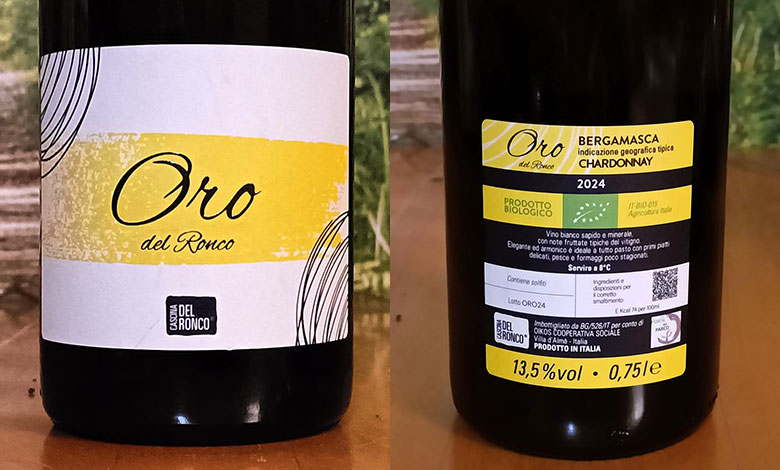 Oro
del Ronco
CASCINA
DEL
RONCO®
Oro
del Ronco
BERGAMASCA
indicazione geografica tipica
CHARDONNAY
2024
PRODOTTO
BIOLOGICO
IT-BIO-015
Agricoltura Italia
Vino bianco sapido e minerale,
con note fruttate tipiche del vitigno.
Elegante ed armonico è ideale a tutto pasto con primi piatti
delicati, pesce e formaggi poco stagionati.
Servire a 8°C
Contiene solfiti
Lotto ORO24
Ingredienti e
disposizioni per
il corretto
smaltimento
E Kcal 74 per 100ml
CASCINA
DEL
RONCO®
Imbottigliato da BG/526/IT per conto di
OIKOS COOPERATIVA SOCIALE
Villa d'Almè - Italia
PRODOTTO IN ITALIA
PARCO
13,5%vol • 0,75l e